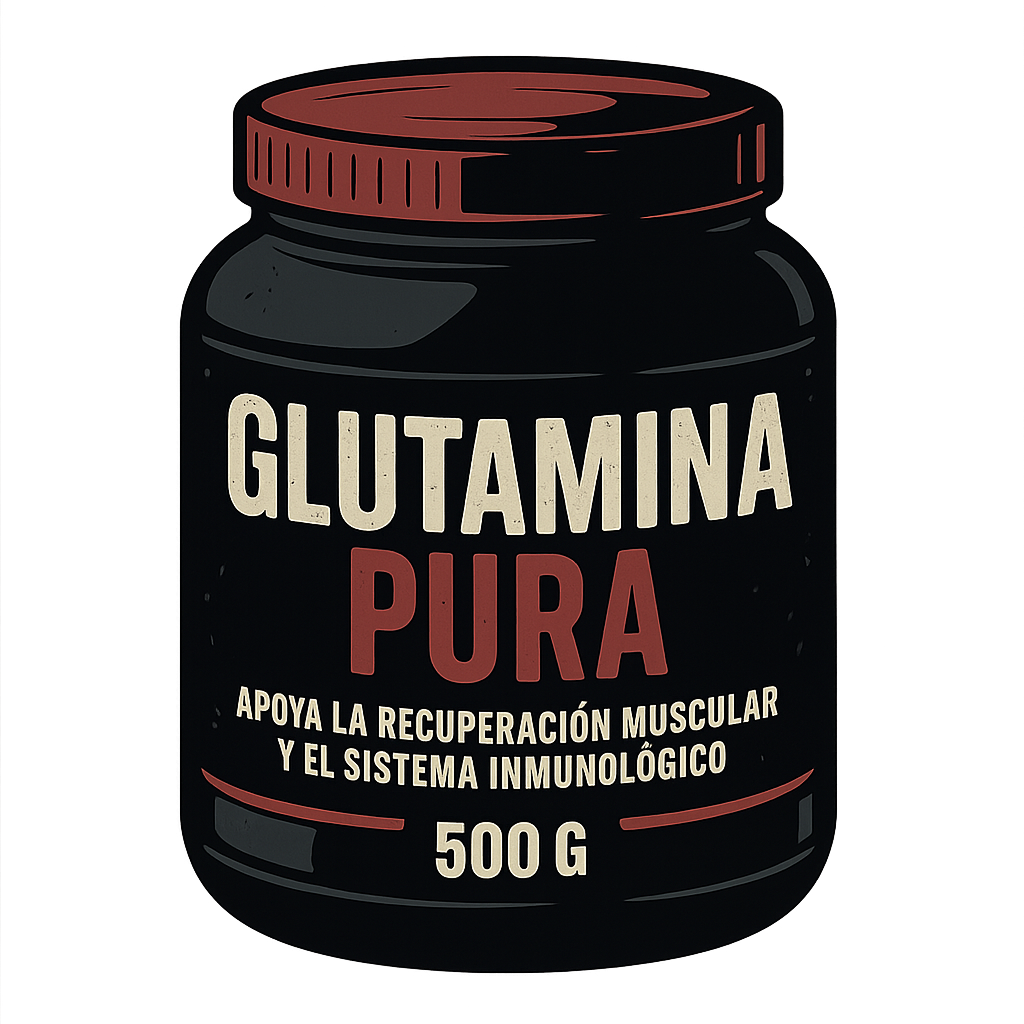 GLUTAMINA
PURA
APOYA LA RECUPERACIÓN MUSCULAR
Y EL SISTEMA INMUNOLÓGICO
500 G